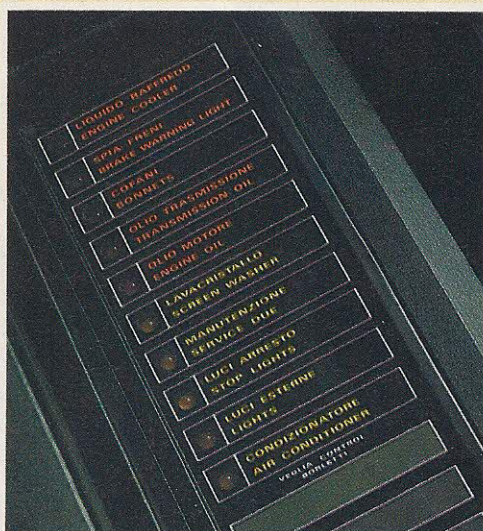 LIQUIDO RAFFREDD
ENGINE COOLER
SPIA FRENI
BRAKE WARNING LIGHT
COFANI
BONNETS
OLIO TRASMISSIONE
TRANSMISSION OIL
OLIO MOTORE
ENGINE OIL
LAVACRISTALLO
SCREEN WASHER
MANUTENZIONE
SERVICE DUE
LUCI ARRESTO
STOP LIGHTS
LUCI ESTERNE
LIGHTS
CONDIZIONATORE
AIR CONDITIONER
VEGLIA CONTROL
BORLETTI